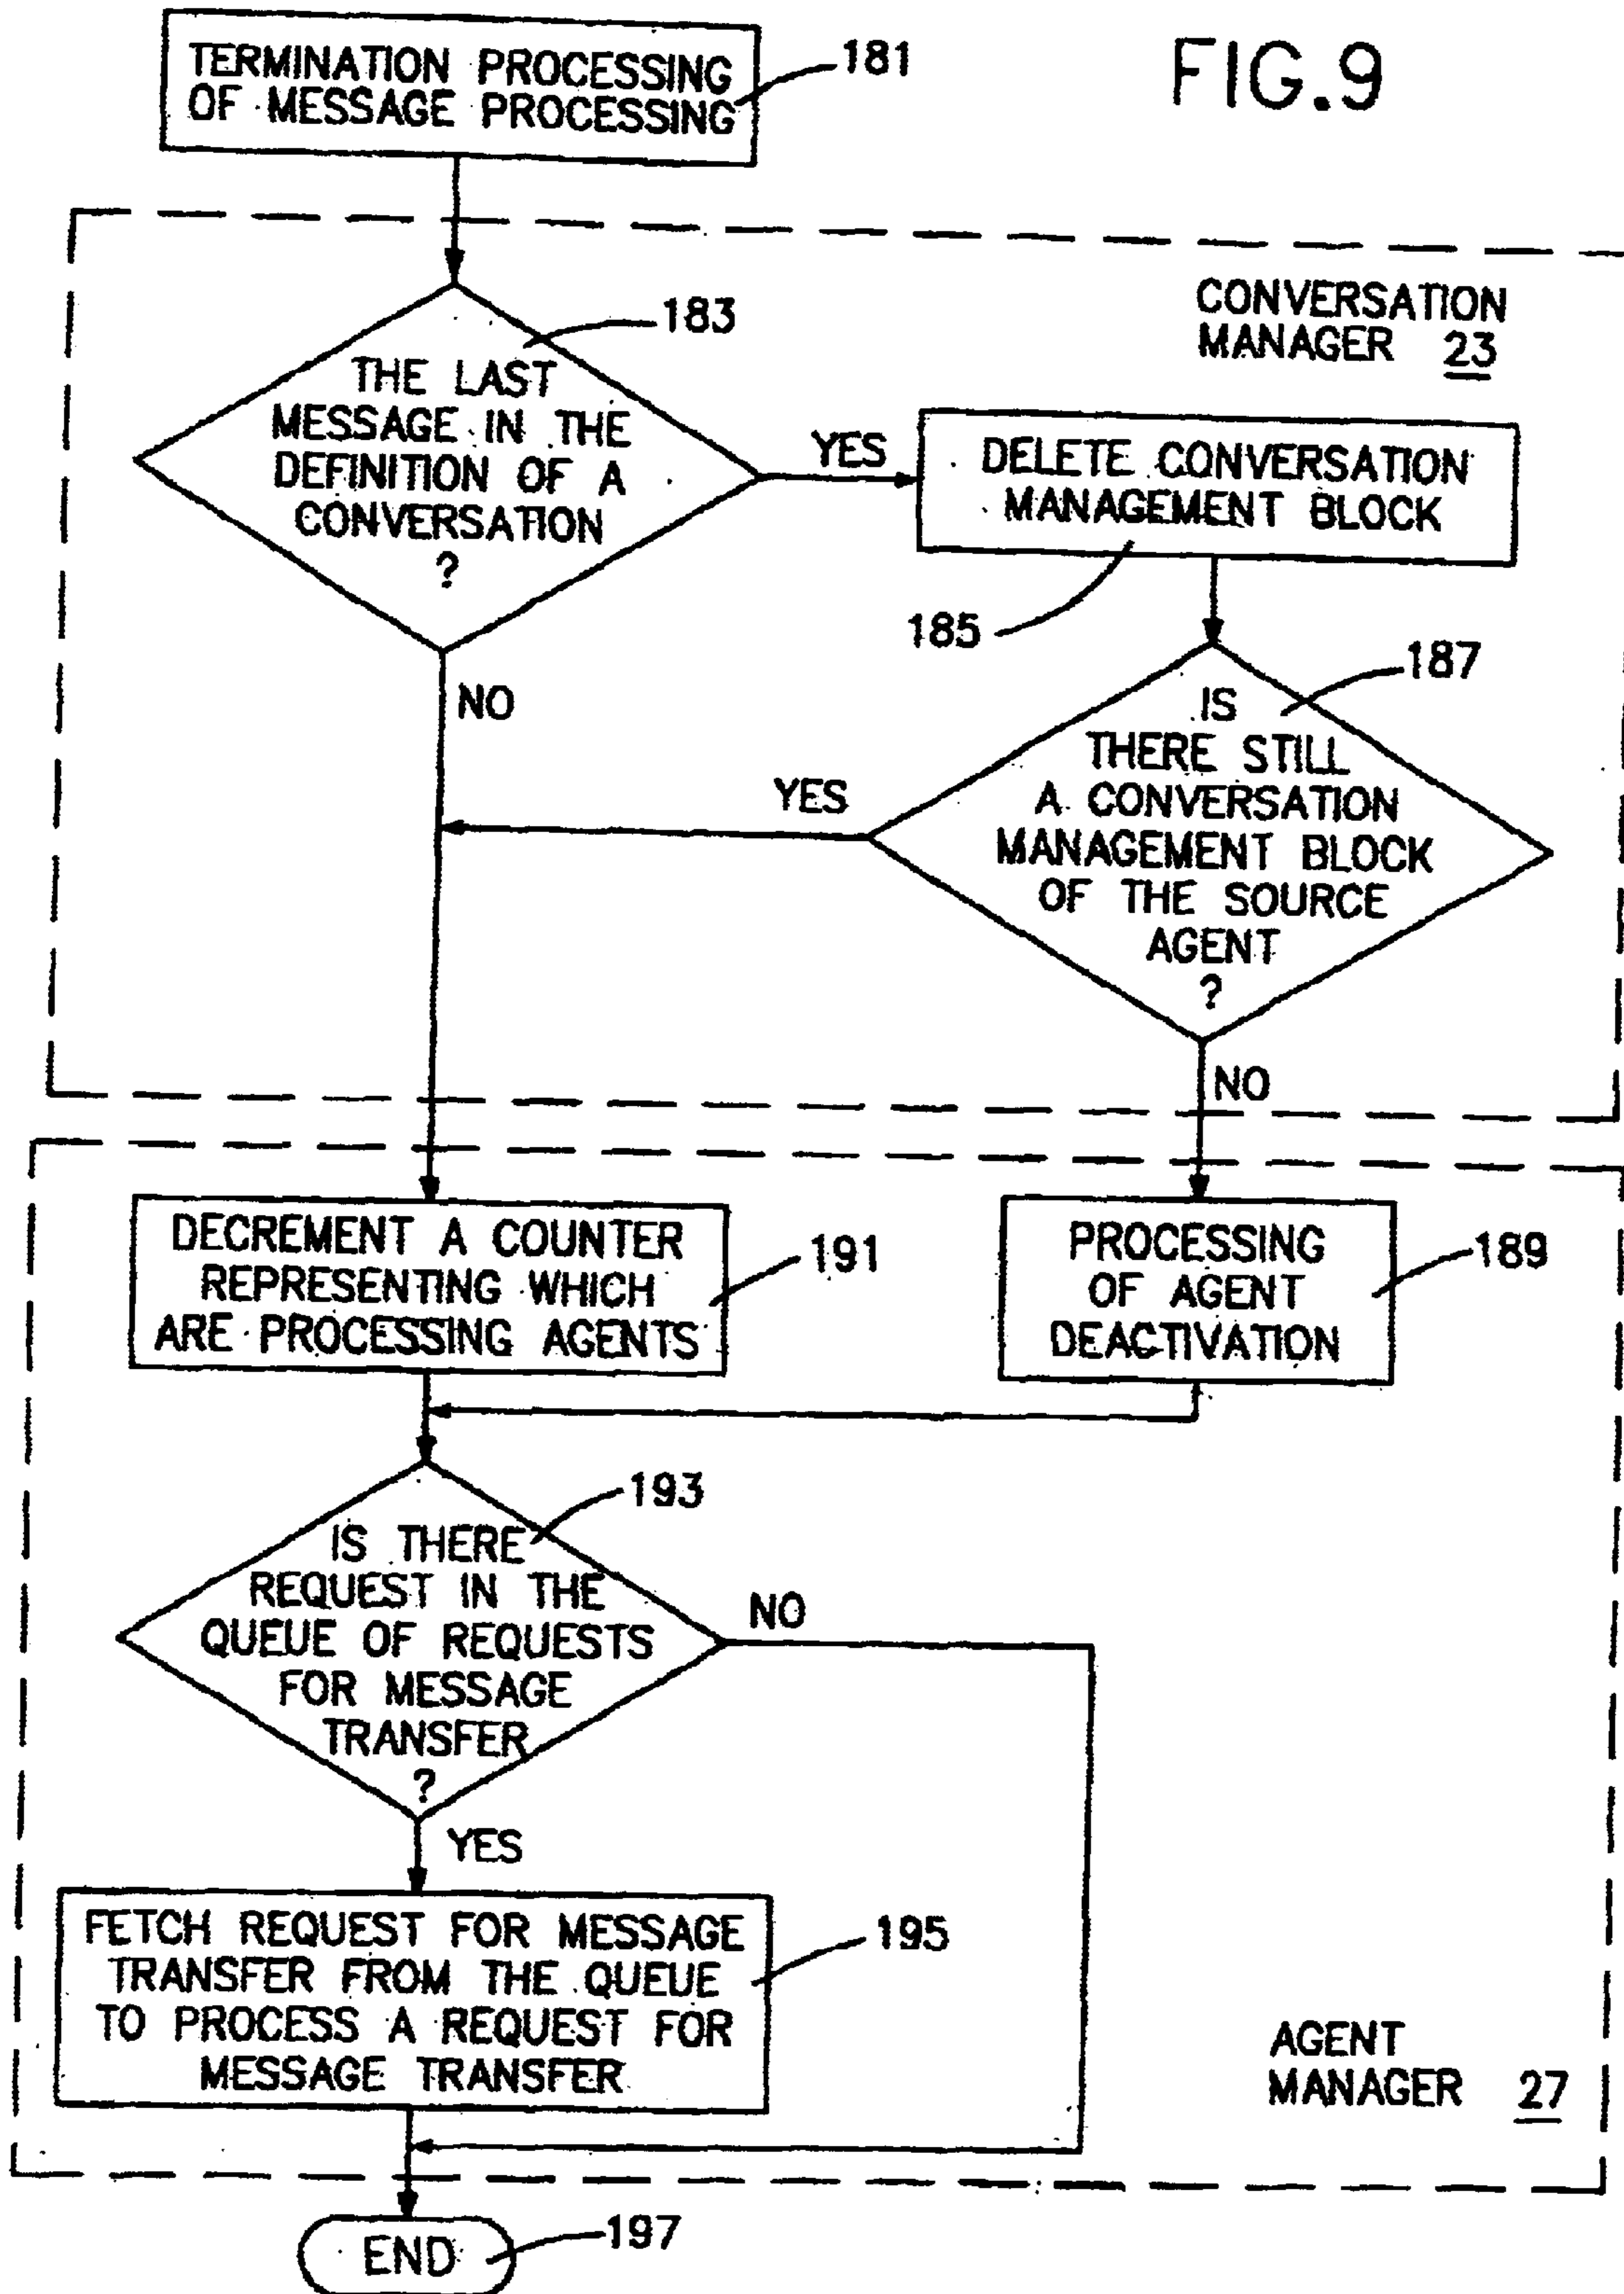 FIG.9
TERMINATION PROCESSING
OF MESSAGE PROCESSING
181
CONVERSATION
MANAGER 23
183
THE LAST
MESSAGE IN THE
DEFINITION OF A
CONVERSATION
?
YES
DELETE CONVERSATION
MANAGEMENT BLOCK
185
187
NO
IS
THERE STILL
A CONVERSATION
MANAGEMENT BLOCK
OF THE SOURCE
AGENT
?
YES
NO
DECREMENT A COUNTER
REPRESENTING WHICH
ARE PROCESSING AGENTS
191
PROCESSING
OF AGENT
DEACTIVATION
189
193
IS THERE
REQUEST IN THE
QUEUE OF REQUESTS
FOR MESSAGE
TRANSFER
?
NO
YES
FETCH REQUEST FOR MESSAGE
TRANSFER FROM THE QUEUE
TO PROCESS A REQUEST FOR
MESSAGE TRANSFER
195
AGENT
MANAGER 27
END
197